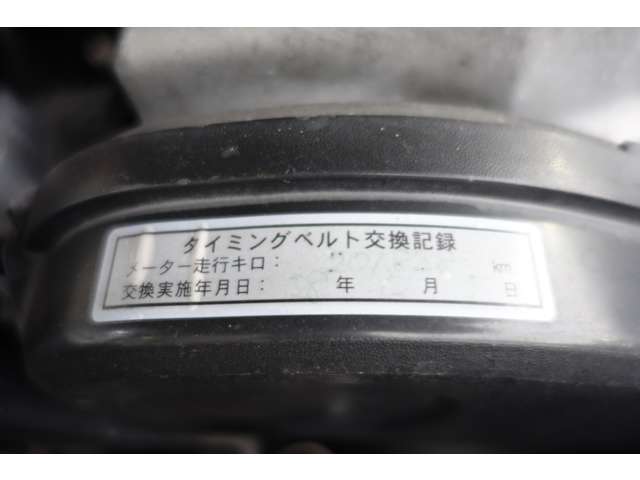 タイミングベルト交換記録
メーター走行キロ： km
交換実施年月日： 年 月 日